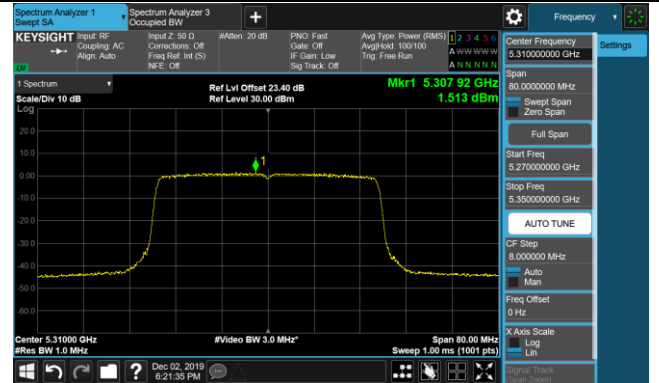 Spectrum Analyzer 1
Swept SA
Spectrum Analyzer 3
Occupied BW
Frequency
KEYSIGHT
Input: RF
Coupling: AC
Align: Auto
Input Z: 50 Ω
Corrections: Off
Freq Ref: Int (S)
NFE: Off
#Atten: 20 dB
PNO: Fast
Gate: Off
IF Gain: Low
Sig Track: Off
Avg Type: Power (RMS)
Avg|Hold: 100/100
Trig: Free Run
1 2 3 4 5 6
A WW WW W
A N N N N N
LXI
1 Spectrum
Scale/Div 10 dB
Log
Ref Lvl Offset 23.40 dB
Ref Level 30.00 dBm
Mkr1 5.307 92 GHz
1.513 dBm
20.0
10.0
0.00
-10.0
-20.0
-30.0
-40.0
-50.0
-60.0
1
Center 5.31000 GHz
#Res BW 1.0 MHz
#Video BW 3.0 MHz*
Span 80.00 MHz
Sweep 1.00 ms (1001 pts)
Center Frequency
5.310000000 GHz
Settings
Span
80.0000000 MHz
Swept Span
Zero Span
Full Span
Start Freq
5.270000000 GHz
Stop Freq
5.350000000 GHz
AUTO TUNE
CF Step
8.000000 MHz
Auto
Man
Freq Offset
0 Hz
X Axis Scale
Log
Lin
Signal Track
(Span Zoom)
?
Dec 02, 2019
6:21:35 PM